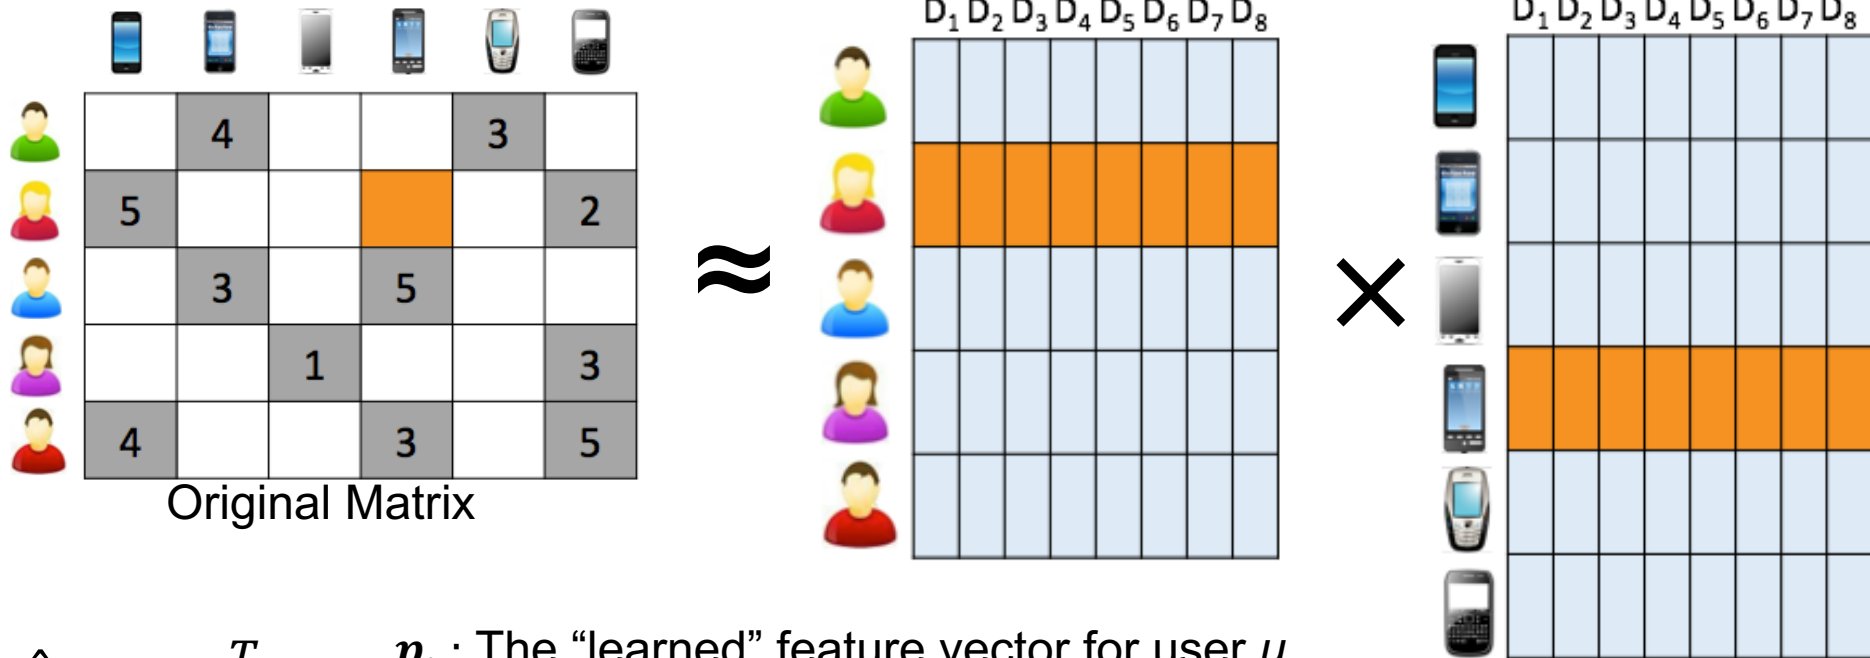 D1 D2 D3 D4 D5 D6 D7 D8
D1 D2 D3 D4 D5 D6 D7 D8
4 3
5 2
3 5
1 3
4 3 5
≈
×
Original Matrix
T
: The “learned” feature vector for user u